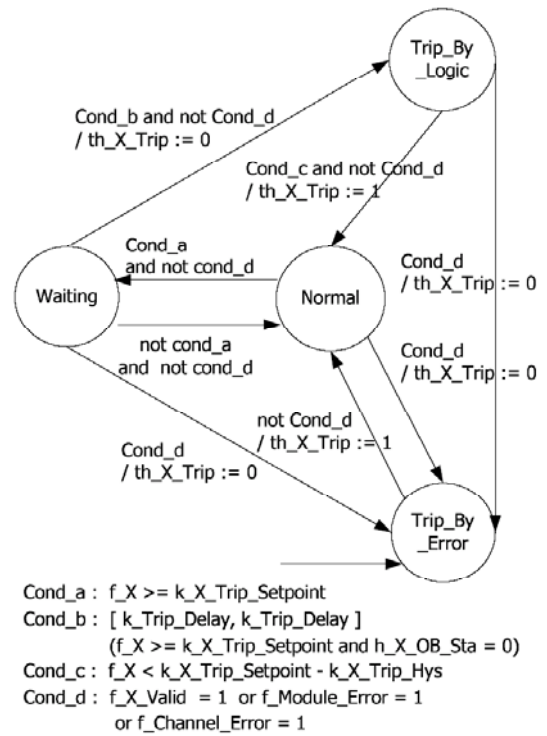 Trip_By
_Logic
Cond_b and not Cond_d
/ th_X_Trip := 0
Cond_c and not Cond_d
/ th_X_Trip := 1
Cond_a
and not cond_d
Waiting
Normal
Cond_d
/ th_X_Trip := 0
not cond_a
and not cond_d
Cond_d
/ th_X_Trip := 0
not Cond_d
/ th_X_Trip := 1
Cond_d
/ th_X_Trip := 0
Trip_By
_Error
Cond_a : f_X >= k_X_Trip_Setpoint
Cond_b : [ k_Trip_Delay, k_Trip_Delay ]
(f_X >= k_X_Trip_Setpoint and h_X_OB_Sta = 0)
Cond_c : f_X < k_X_Trip_Setpoint - k_X_Trip_Hys
Cond_d : f_X_Valid = 1 or f_Module_Error = 1
or f_Channel_Error = 1